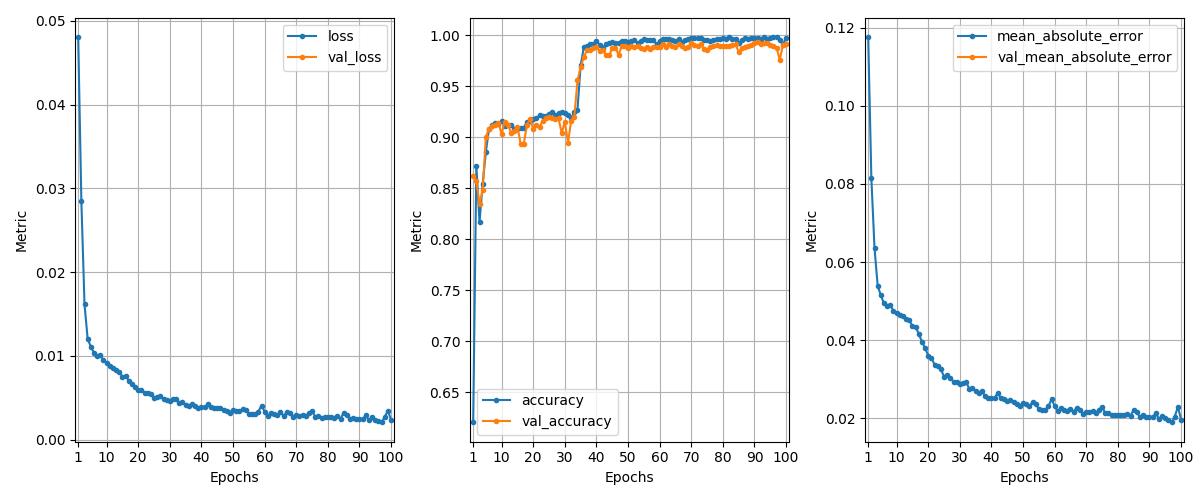 loss
val_loss
0.05
0.04
0.03
0.02
0.01
0.00
Metric
1 10 20 30 40 50 60 70 80 90 100
Epochs
accuracy
val_accuracy
1.00
0.95
0.90
0.85
0.80
0.75
0.70
0.65
Metric
1 10 20 30 40 50 60 70 80 90 100
Epochs
mean_absolute_error
val_mean_absolute_error
0.12
0.10
0.08
0.06
0.04
0.02
Metric
1 10 20 30 40 50 60 70 80 90 100
Epochs